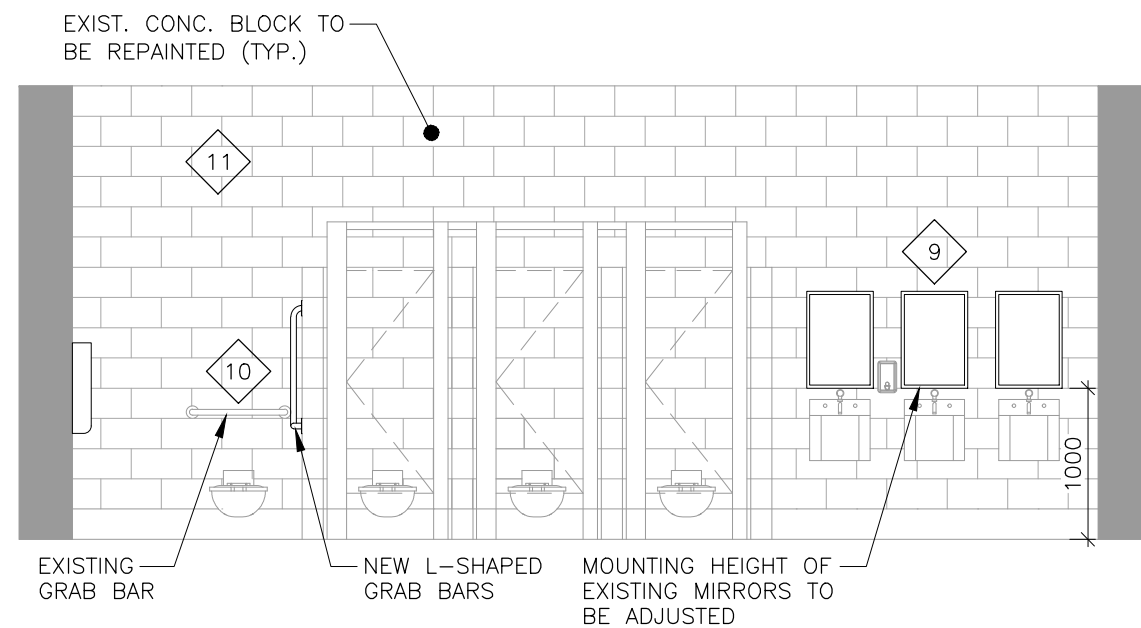 EXIST. CONC. BLOCK TO
BE REPAINTED (TYP.)
11
9
10
1000
EXISTING
GRAB BAR
NEW L-SHAPED
GRAB BARS
MOUNTING HEIGHT OF
EXISTING MIRRORS TO
BE ADJUSTED